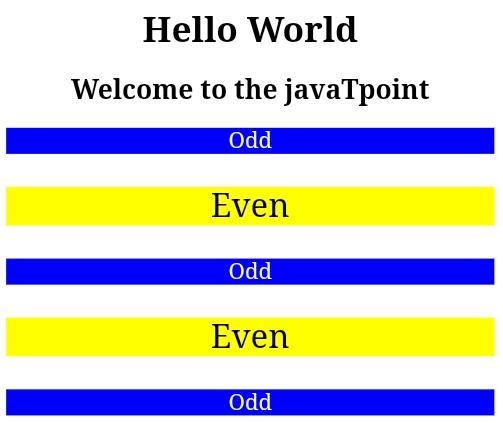 Hello World
Welcome to the javaTpoint
Odd
Even
Odd
Even
Odd